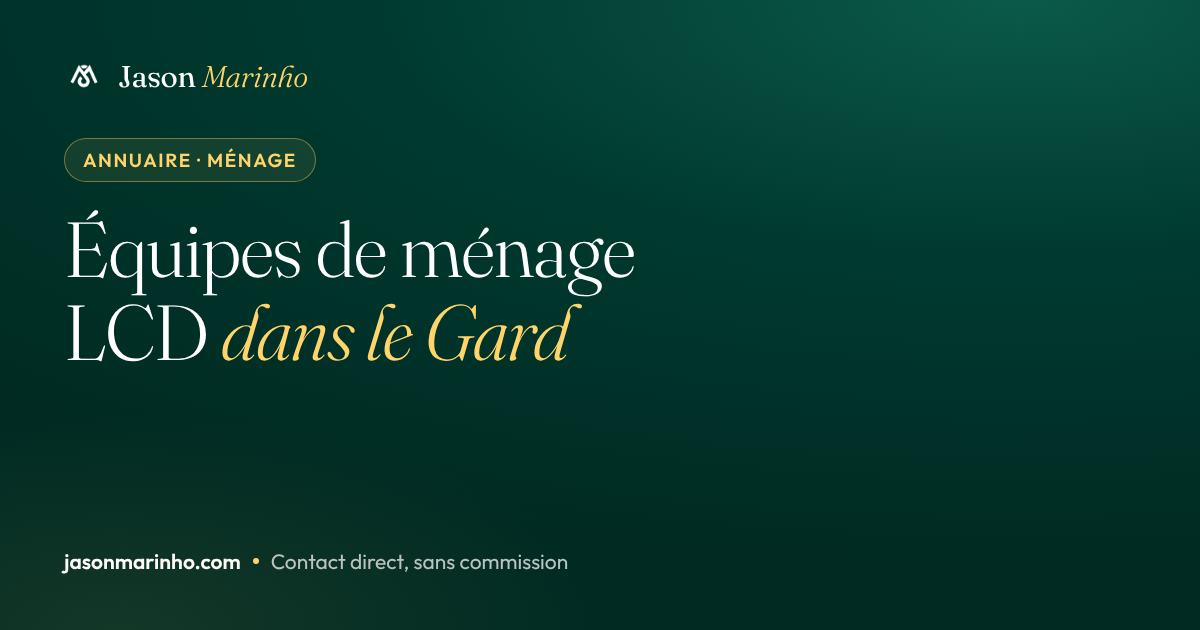 Jason Marinho
ANNUAIRE · MÉNAGE
Équipes de ménage
LCD dans le Gard
jasonmarinho.com • Contact direct, sans commission